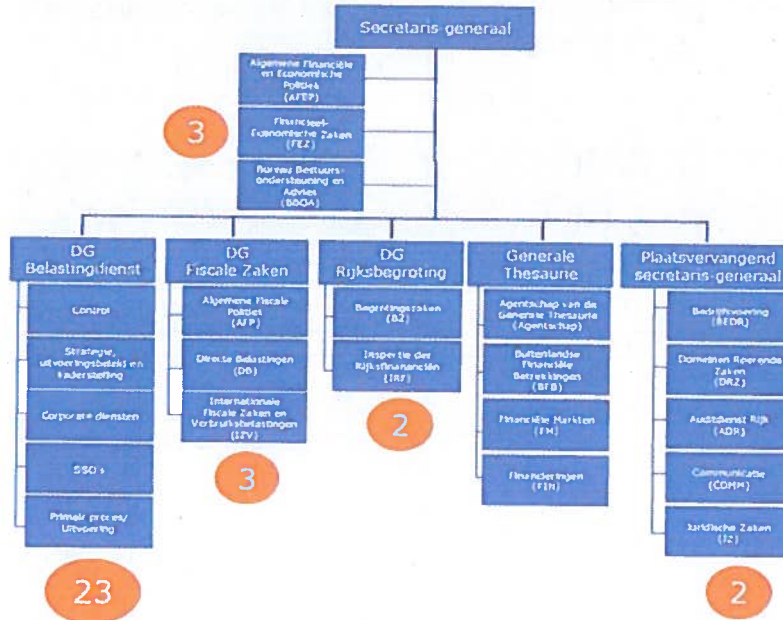 Secretaris-generaal
Algemene Financiële
en Economische
Politiek
(AFEP)
Financieel-
Economische Zaken
(FEZ)
Bureau Bestuurs-
ondersteuning en
Advies
(BBOA)
3
DG
Belastingdienst
Control
Strategie,
uitvoeringsbeleid en
kaderstelling
Corporate diensten
SSO's
Primair proces/
Uitvoering
23
DG
Fiscale Zaken
Algemene Fiscale
Politiek
(AFP)
Directe Belastingen
(DB)
Internationale
Fiscale Zaken en
Verbruiksbelastingen
(IZV)
3
DG
Rijksbegroting
Begrotingszaken
(BZ)
Inspectie der
Rijksfinanciën
(IRF)
2
Generale
Thesaurie
Agentschap van de
Generale Thesaurie
(Agentschap)
Buitenlandse
Financiële
Betrekkingen
(BFB)
Financiële Markten
(FM)
Financieringen
(FIN)
Plaatsvervangend
secretaris-generaal
Bedrijfsvoering
(BEDR)
Domeinen Roerende
Zaken
(DRZ)
Auditdienst Rijk
(ADR)
Communicatie
(COMM)
Juridische Zaken
(JZ)
2